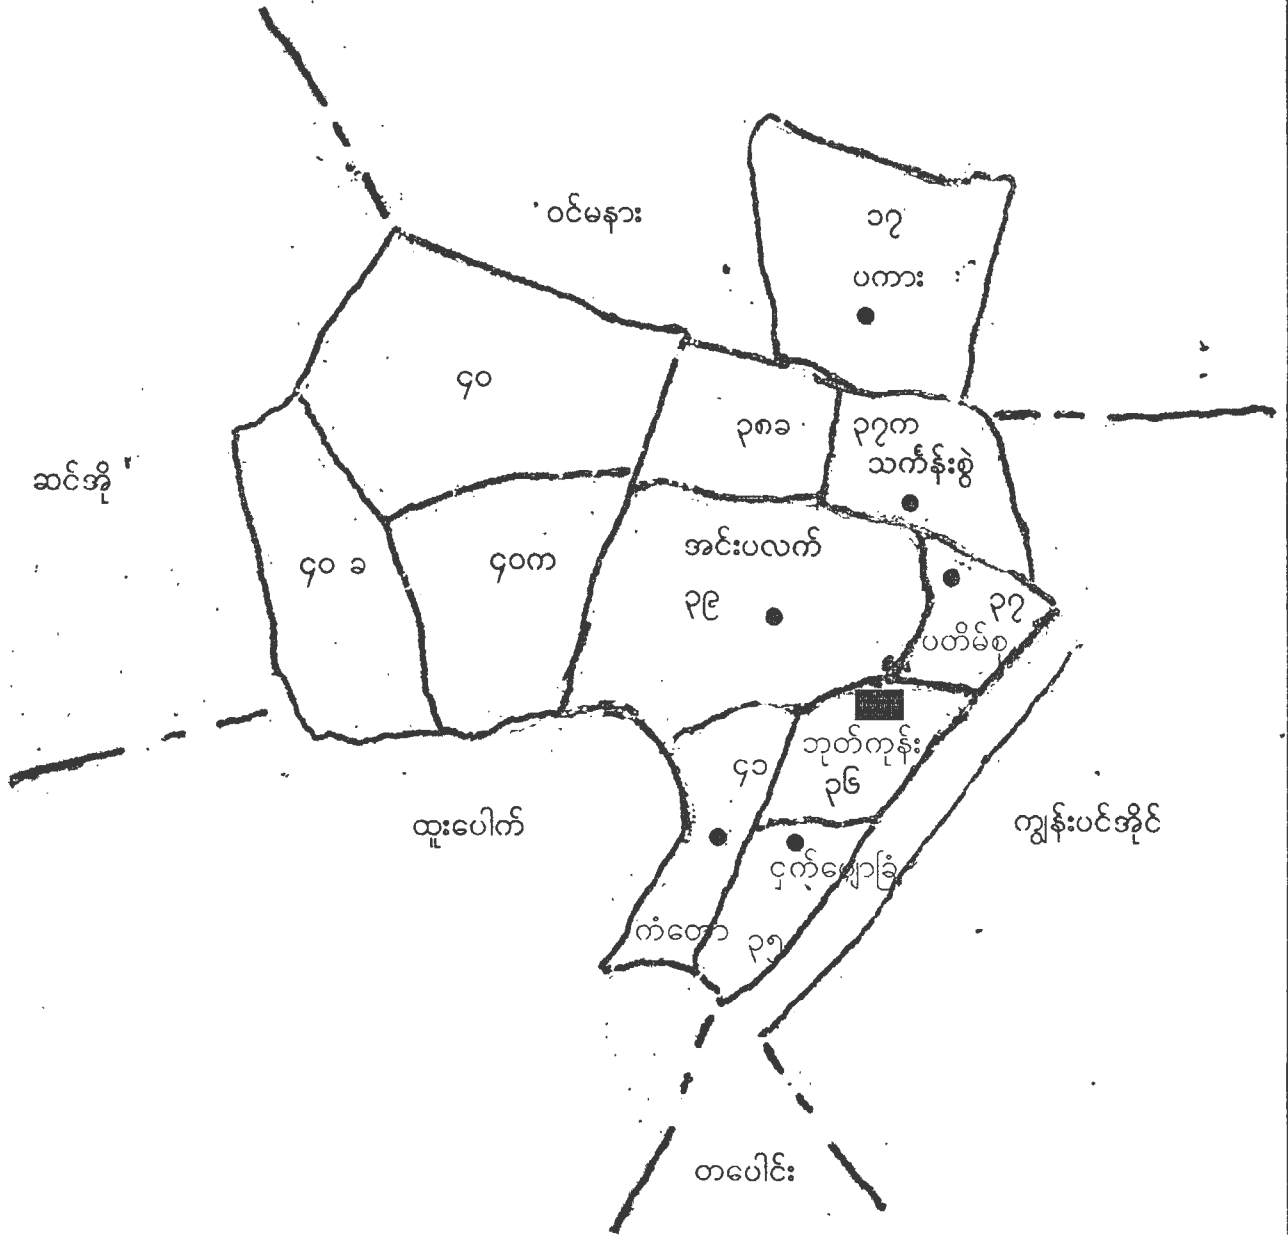 ၁၇
ဝင်မနား
ပကား
၄၀
၃၈ခ
၃၇က
သင်္ကန်းစွဲ
ဆင်အို
အင်းပလက်
၄၀ ခ
၄၀က
၃၉
၃၇
ပတိမ်စု
ဘုတ်ကုန်း
၄၁
၃၆
ထူးပေါက်
ကျွန်းပင်အိုင်
ငှက်ပျောခြံ
ကံတော
၃၅
တပေါင်း